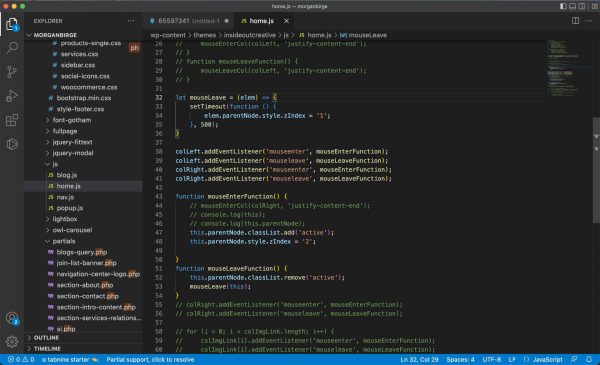 home.js — morganbirge
EXPLORER
65597341 Untitled-1
home.js
MORGANBIRGE
wp-content > themes > insideoutcreative > js > home.js > mouseLeave
products-single.css
services.css
sidebar.css
social-icons.css
woocommerce.css
bootstrap.min.css
style-footer.css
font-gotham
fullpage
jquery-fittext
jquery-modal
js
blog.js
home.js
nav.js
popup.js
lightbox
owl-carousel
partials
blogs-query.php
join-list-banner.php
navigation-center-logo.php
section-about.php
section-contact.php
section-intro-content.php
section-services-relations...
si.php
OUTLINE
TIMELINE
ph
26 // mouseEnterCol(colLeft, 'justify-content-end');
27 // }
28 // function mouseLeaveFunction() {
29 // mouseLeaveCol(colLeft, 'justify-content-end');
30 // }
31
32 let mouseLeave = (elem) => {
33 setTimeout(function () {
34 elem.parentNode.style.zIndex = '1';
35 }, 500);
36 }
37
38 colLeft.addEventListener('mouseenter', mouseEnterFunction);
39 colLeft.addEventListener('mouseleave', mouseLeaveFunction);
40 colRight.addEventListener('mouseenter', mouseEnterFunction);
41 colRight.addEventListener('mouseleave', mouseLeaveFunction);
42
43 function mouseEnterFunction() {
44 // mouseEnterCol(colRight, 'justify-content-end');
45 // console.log(this);
46 // console.log(this.parentNode);
47 this.parentNode.classList.add('active');
48 this.parentNode.style.zIndex = '2';
49
50 }
51 function mouseLeaveFunction() {
52 this.parentNode.classList.remove('active');
53 mouseLeave(this);
54 }
55 // colRight.addEventListener('mouseenter', mouseEnterFunction);
56 // colRight.addEventListener('mouseleave', mouseLeaveFunction);
57
58 // for (i = 0; i < colImgLink.length; i++) {
59 // colImgLink[i].addEventListener('mouseenter', mouseEnterFunction);
60 // colImgLink[i].addEventListener('mouseleave', mouseLeaveFunction);
0 0 tabnine starter Partial support, click to resolve Ln 32, Col 29 Spaces: 4 UTF-8 LF {} JavaScript